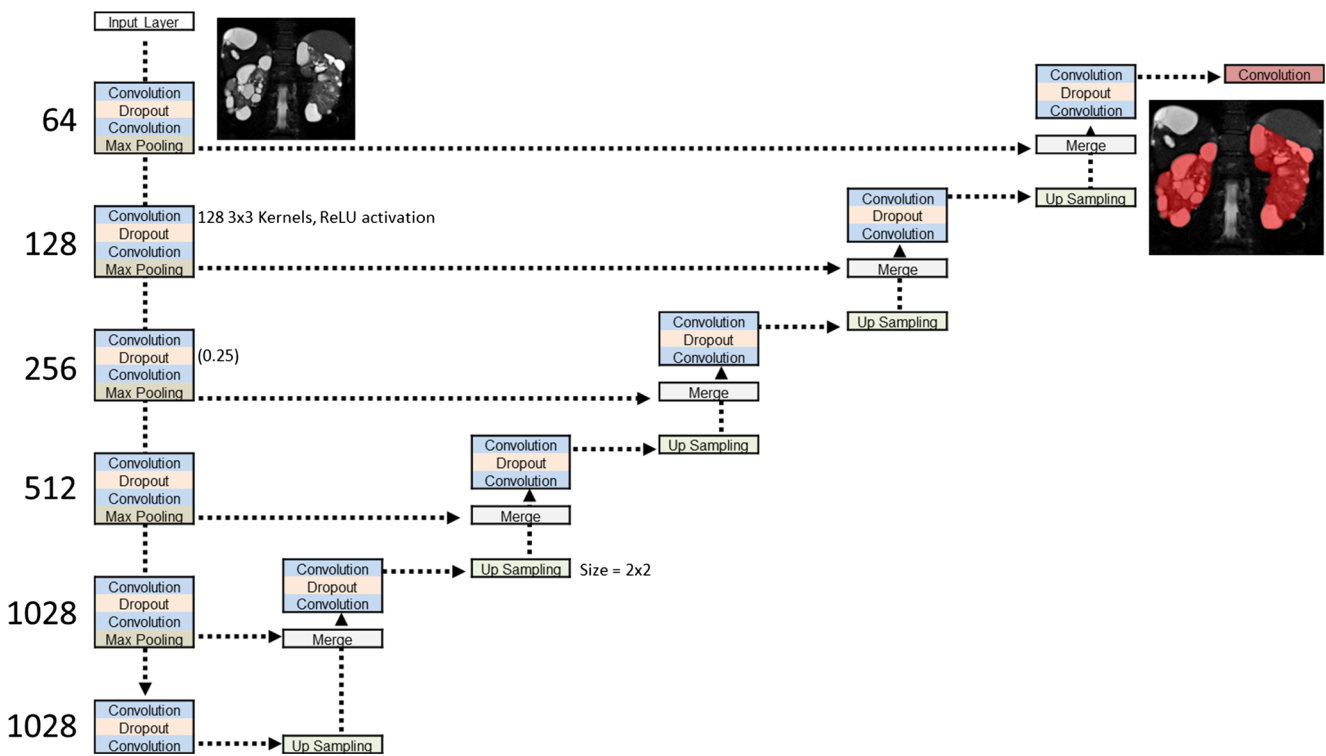 Input Layer
64
Convolution
Dropout
Convolution
Max Pooling
Convolution
Dropout
Convolution
Merge
Up Sampling
Convolution
128
Convolution
Dropout
Convolution
Max Pooling
128 3x3 Kernels, ReLU activation
Convolution
Dropout
Convolution
Merge
Up Sampling
256
Convolution
Dropout
Convolution
Max Pooling
(0.25)
Convolution
Dropout
Convolution
Merge
Up Sampling
512
Convolution
Dropout
Convolution
Max Pooling
Convolution
Dropout
Convolution
Merge
Up Sampling
Size = 2x2
1028
Convolution
Dropout
Convolution
Max Pooling
Convolution
Dropout
Convolution
Merge
1028
Convolution
Dropout
Convolution
Up Sampling